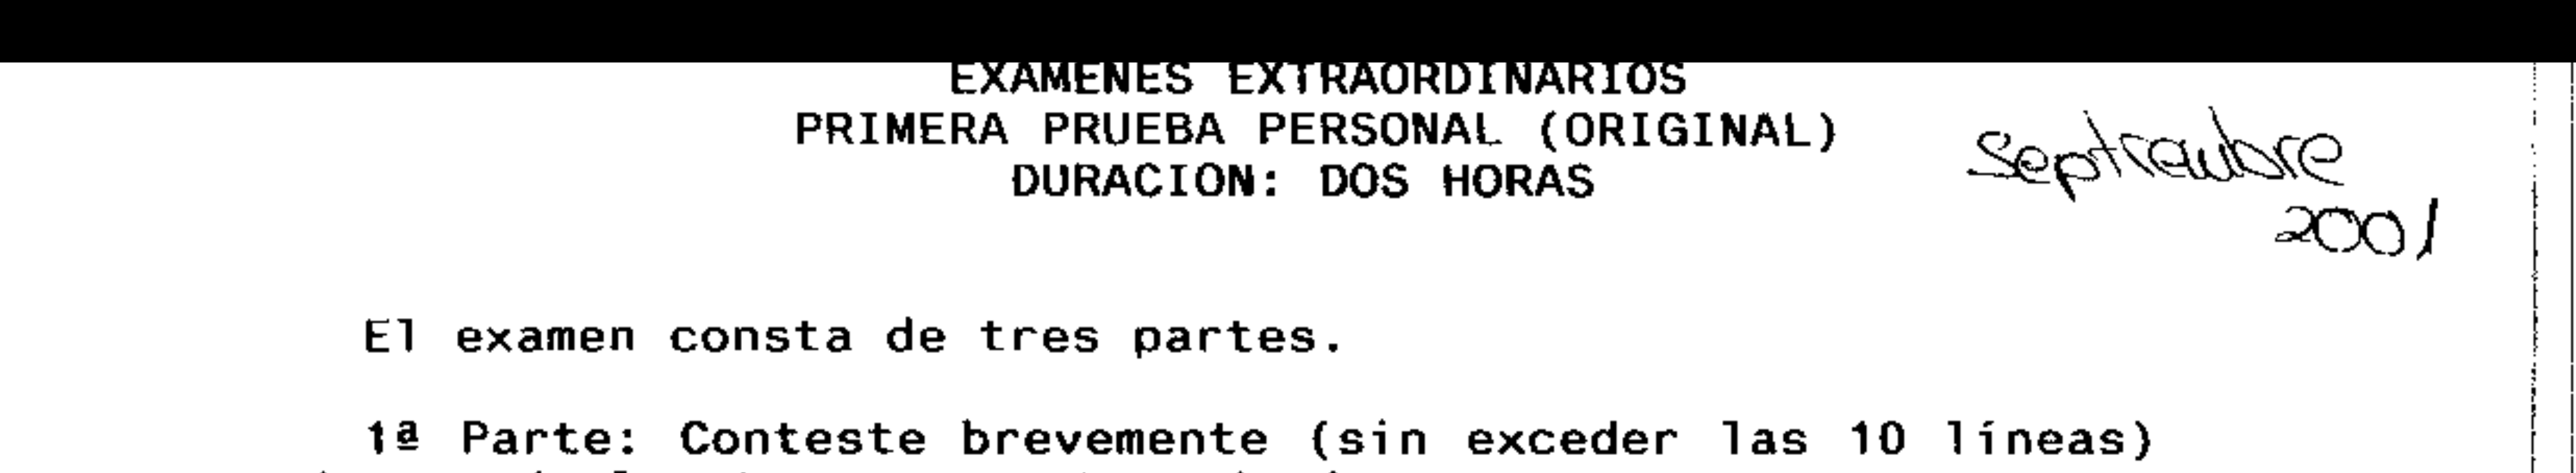 EXAMENES EXTRAORDINARIOS
PRIMERA PRUEBA PERSONAL (ORIGINAL)
DURACION: DOS HORAS
Septiembre
2001
El examen consta de tres partes.
1ª Parte: Conteste brevemente (sin exceder las 10 líneas)